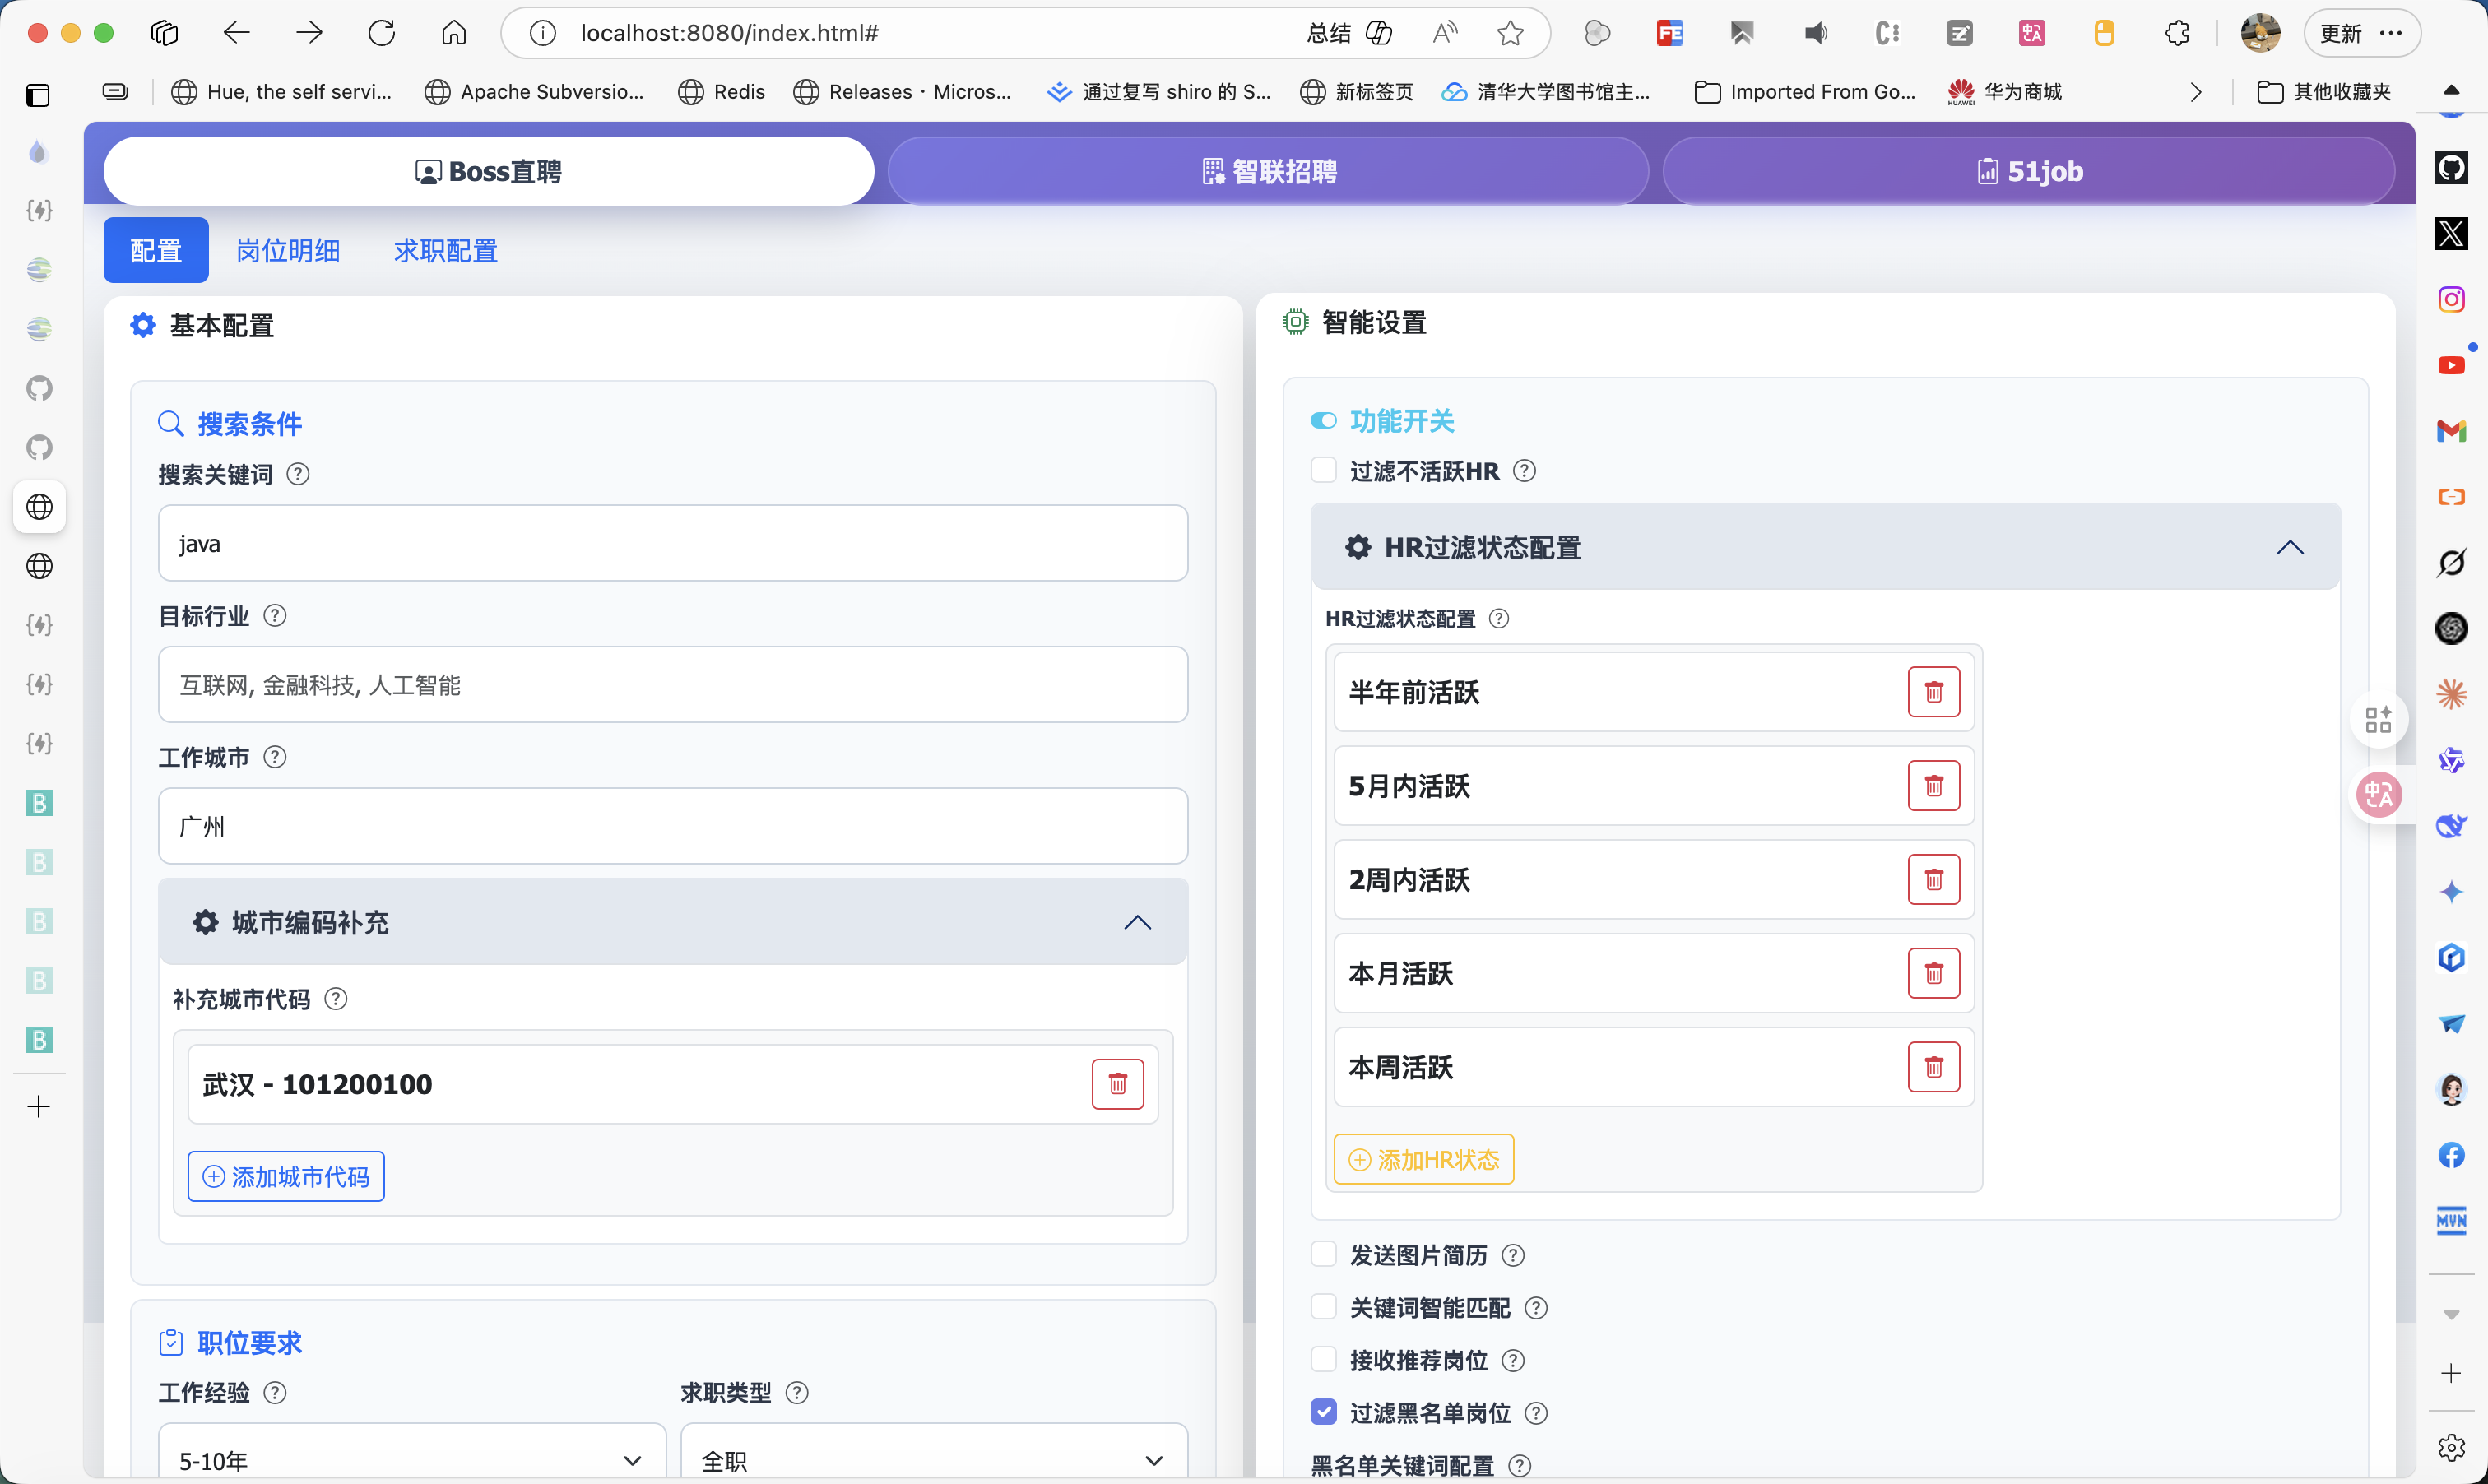 localhost:8080/index.html#
总结
更新
Hue, the self servi...
Apache Subversio...
Redis
Releases · Micros...
通过复写 shiro 的 S...
新标签页
清华大学图书馆主...
Imported From Go...
HUAWEI
华为商城
其他收藏夹
Boss直聘
智联招聘
51job
配置
岗位明细
求职配置
基本配置
搜索条件
搜索关键词
java
目标行业
互联网, 金融科技, 人工智能
工作城市
广州
城市编码补充
补充城市代码
武汉 - 101200100
添加城市代码
职位要求
工作经验
求职类型
5-10年
全职
智能设置
功能开关
过滤不活跃HR
HR过滤状态配置
HR过滤状态配置
半年前活跃
5月内活跃
2周内活跃
本月活跃
本周活跃
添加HR状态
发送图片简历
关键词智能匹配
接收推荐岗位
过滤黑名单岗位
黑名单关键词配置
B
B
B
B
B
FE
MVN
中A